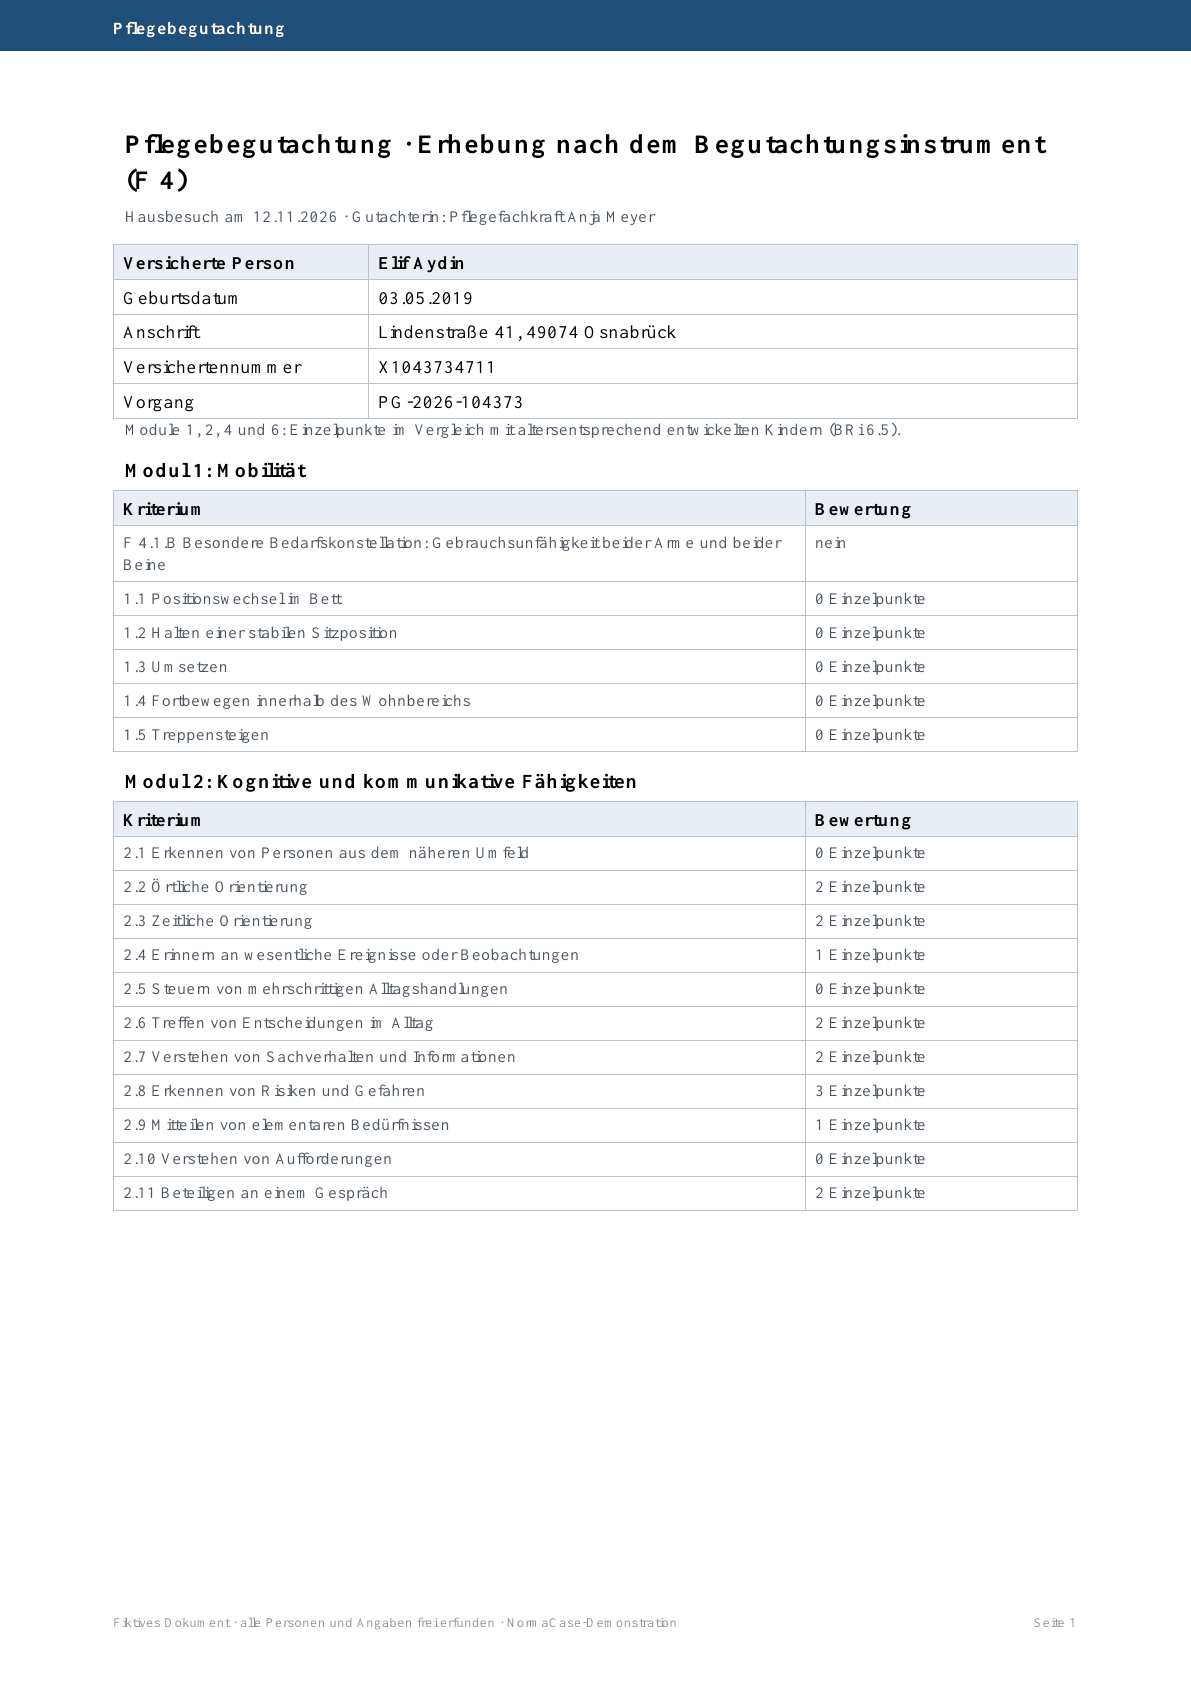 Pflegebegutachtung
Pflegebegutachtung · Erhebung nach dem Begutachtungsinstrument
(F 4)
Hausbesuch am 12.11.2026 · Gutachterin: Pflegefachkraft Anja Meyer
Versicherte Person Elif Aydin
Geburtsdatum 03.05.2019
Anschrift Lindenstraße 41, 49074 Osnabrück
Versichertennummer X1043734711
Vorgang PG-2026-104373
Module 1, 2, 4 und 6: Einzelpunkte im Vergleich mit altersentsprechend entwickelten Kindern (BRi 6.5).
Modul 1: Mobilität
Kriterium Bewertung
F 4.1.B Besondere Bedarfskonstellation: Gebrauchsunfähigkeit beider Arme und beider nein
Beine
1.1 Positionswechsel im Bett 0 Einzelpunkte
1.2 Halten einer stabilen Sitzposition 0 Einzelpunkte
1.3 Umsetzen 0 Einzelpunkte
1.4 Fortbewegen innerhalb des Wohnbereichs 0 Einzelpunkte
1.5 Treppensteigen 0 Einzelpunkte
Modul 2: Kognitive und kommunikative Fähigkeiten
Kriterium Bewertung
2.1 Erkennen von Personen aus dem näheren Umfeld 0 Einzelpunkte
2.2 Örtliche Orientierung 2 Einzelpunkte
2.3 Zeitliche Orientierung 2 Einzelpunkte
2.4 Erinnern an wesentliche Ereignisse oder Beobachtungen 1 Einzelpunkte
2.5 Steuern von mehrschrittigen Alltagshandlungen 0 Einzelpunkte
2.6 Treffen von Entscheidungen im Alltag 2 Einzelpunkte
2.7 Verstehen von Sachverhalten und Informationen 2 Einzelpunkte
2.8 Erkennen von Risiken und Gefahren 3 Einzelpunkte
2.9 Mitteilen von elementaren Bedürfnissen 1 Einzelpunkte
2.10 Verstehen von Aufforderungen 0 Einzelpunkte
2.11 Beteiligen an einem Gespräch 2 Einzelpunkte
Fiktives Dokument · alle Personen und Angaben frei erfunden · NormaCase-Demonstration Seite 1